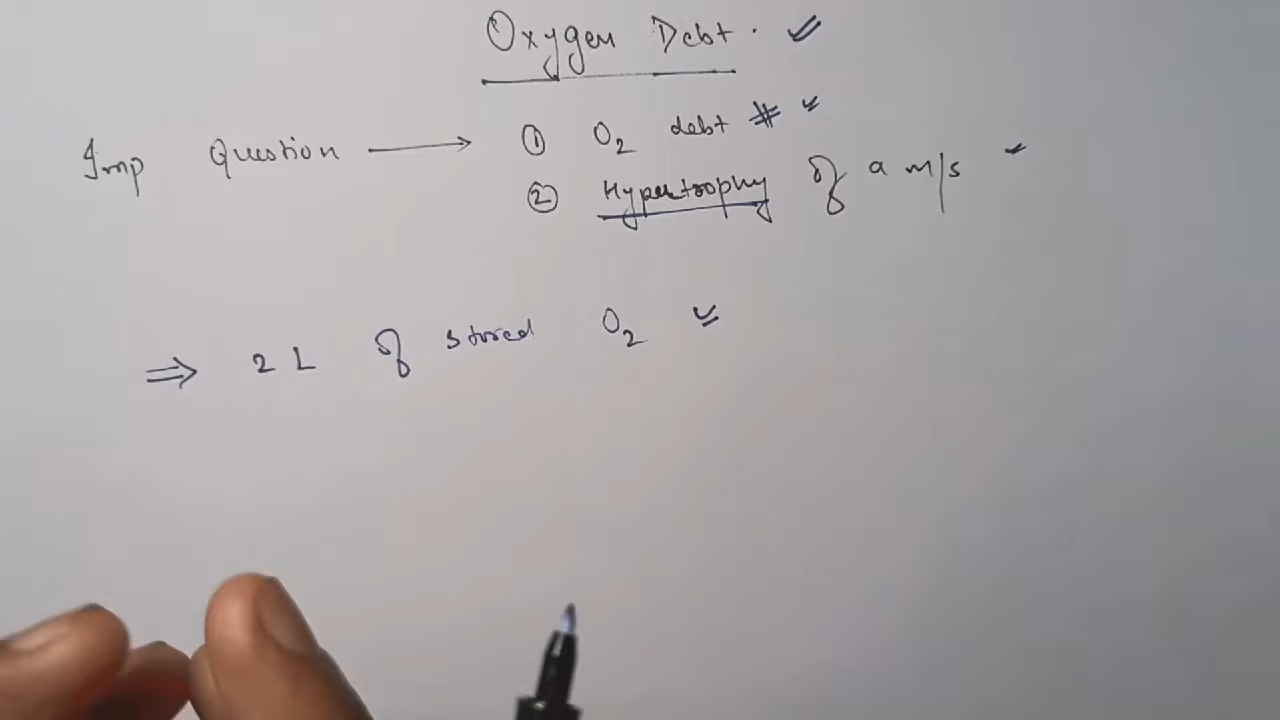 Oxygen Debt.
Imp Question → ① O₂ debt #
② Hypertrophy of a m/s
⇒ 2 L of stored O₂